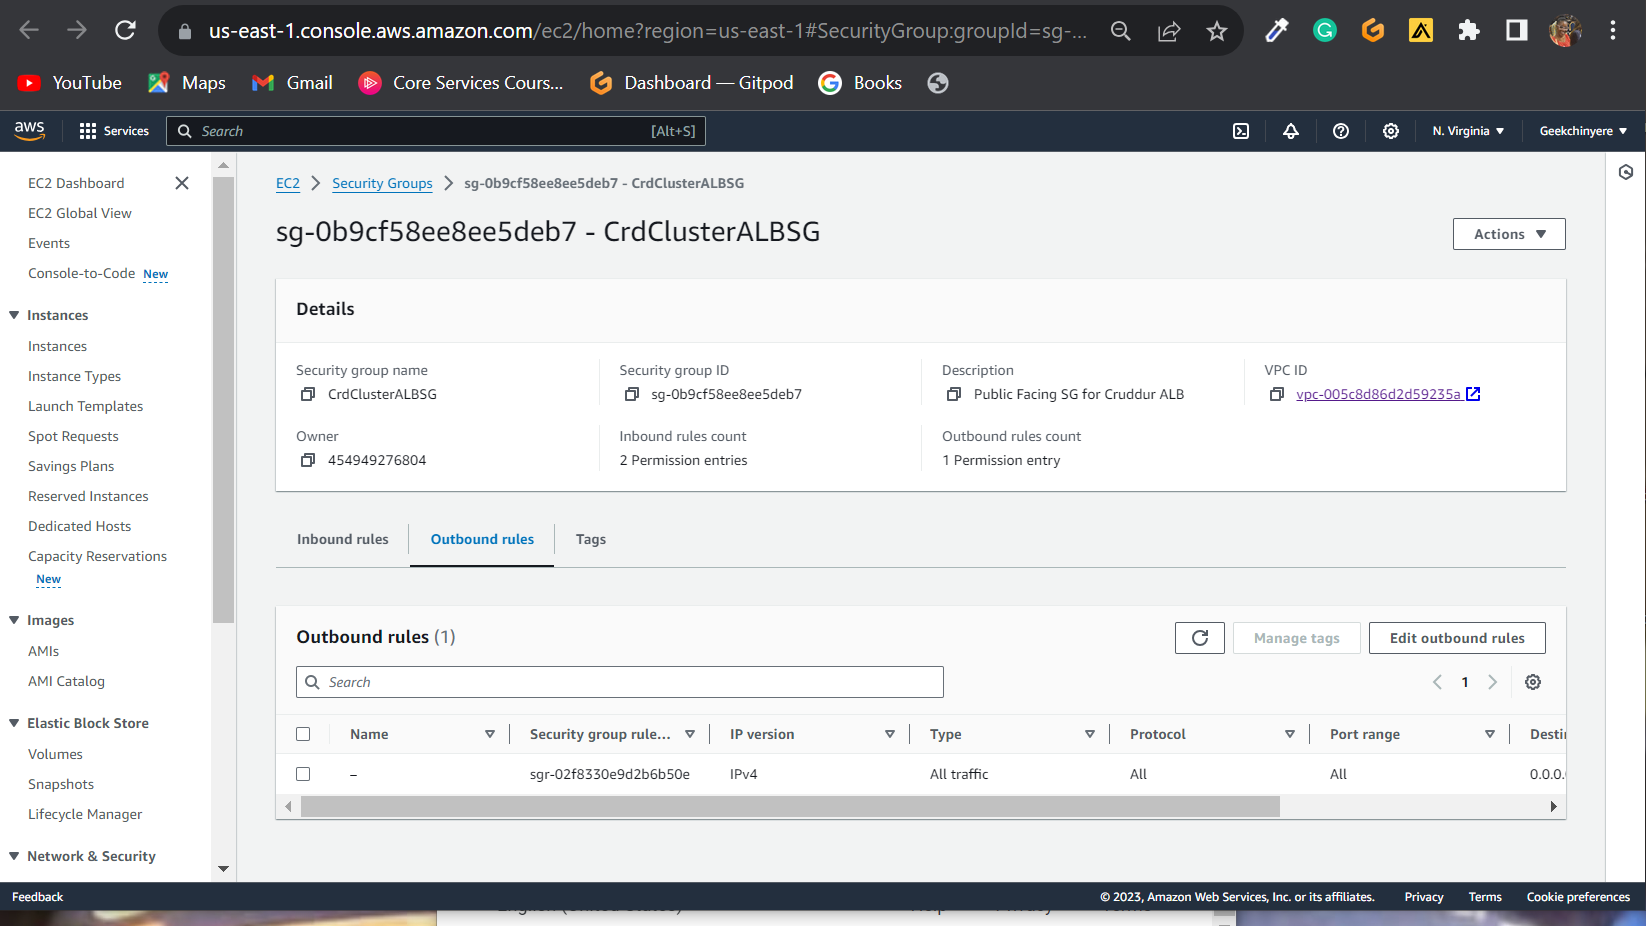 us-east-1.console.aws.amazon.com/ec2/home?region=us-east-1#SecurityGroup:groupId=sg-...
YouTube Maps Gmail Core Services Cours... Dashboard — Gitpod Books
aws Services Search [Alt+S] N. Virginia Geekchinyere
EC2 Dashboard
EC2 Global View
Events
Console-to-Code New
Instances
Instances
Instance Types
Launch Templates
Spot Requests
Savings Plans
Reserved Instances
Dedicated Hosts
Capacity Reservations
New
Images
AMIs
AMI Catalog
Elastic Block Store
Volumes
Snapshots
Lifecycle Manager
Network & Security
EC2 Security Groups sg-0b9cf58ee8ee5deb7 - CrdClusterALBSG
sg-0b9cf58ee8ee5deb7 - CrdClusterALBSG
Actions
Details
Security group name
CrdClusterALBSG
Security group ID
sg-0b9cf58ee8ee5deb7
Description
Public Facing SG for Cruddur ALB
VPC ID
vpc-005c8d86d2d59235a
Owner
454949276804
Inbound rules count
2 Permission entries
Outbound rules count
1 Permission entry
Inbound rules Outbound rules Tags
Outbound rules (1)
Manage tags Edit outbound rules
Search
1
Name Security group rule... IP version Type Protocol Port range
– sgr-02f8330e9d2b6b50e IPv4 All traffic All All
Feedback © 2023, Amazon Web Services, Inc. or its affiliates. Privacy Terms Cookie preferences